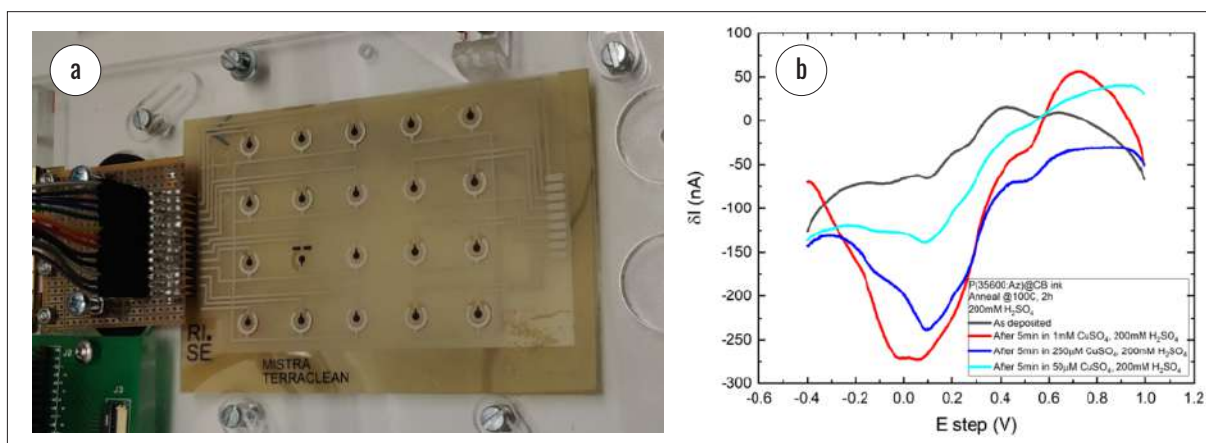 a
RI.
SE
MISTRA
TERRACLEAN
J3
b
100
50
0
-50
-100
-150
-200
-250
-300
δI (nA)
P(35600:Az)@CB ink
Anneal @100C, 2h
200mM H₂SO₄
As deposited
After 5min in 1mM CuSO₄, 200mM H₂SO₄
After 5min in 250μM CuSO₄, 200mM H₂SO₄
After 5min in 50μM CuSO₄, 200mM H₂SO₄
-0.6 -0.4 -0.2 0.0 0.2 0.4 0.6 0.8 1.0 1.2
E step (V)